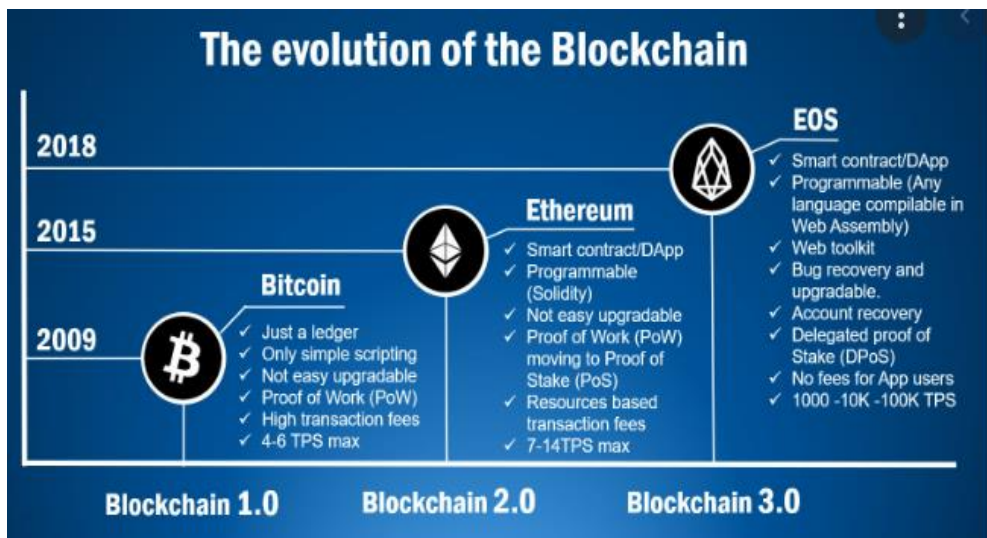 The evolution of the Blockchain
2018
2015
2009
Bitcoin
✓ Just a ledger
✓ Only simple scripting
✓ Not easy upgradable
✓ Proof of Work (PoW)
✓ High transaction fees
✓ 4-6 TPS max
Ethereum
✓ Smart contract/DApp
✓ Programmable
(Solidity)
✓ Not easy upgradable
✓ Proof of Work (PoW)
moving to Proof of
Stake (PoS)
✓ Resources based
transaction fees
✓ 7-14TPS max
EOS
✓ Smart contract/DApp
✓ Programmable (Any
language compilable in
Web Assembly)
✓ Web toolkit
✓ Bug recovery and
upgradable.
✓ Account recovery
✓ Delegated proof of
Stake (DPoS)
✓ No fees for App users
✓ 1000 -10K -100K TPS
Blockchain 1.0
Blockchain 2.0
Blockchain 3.0